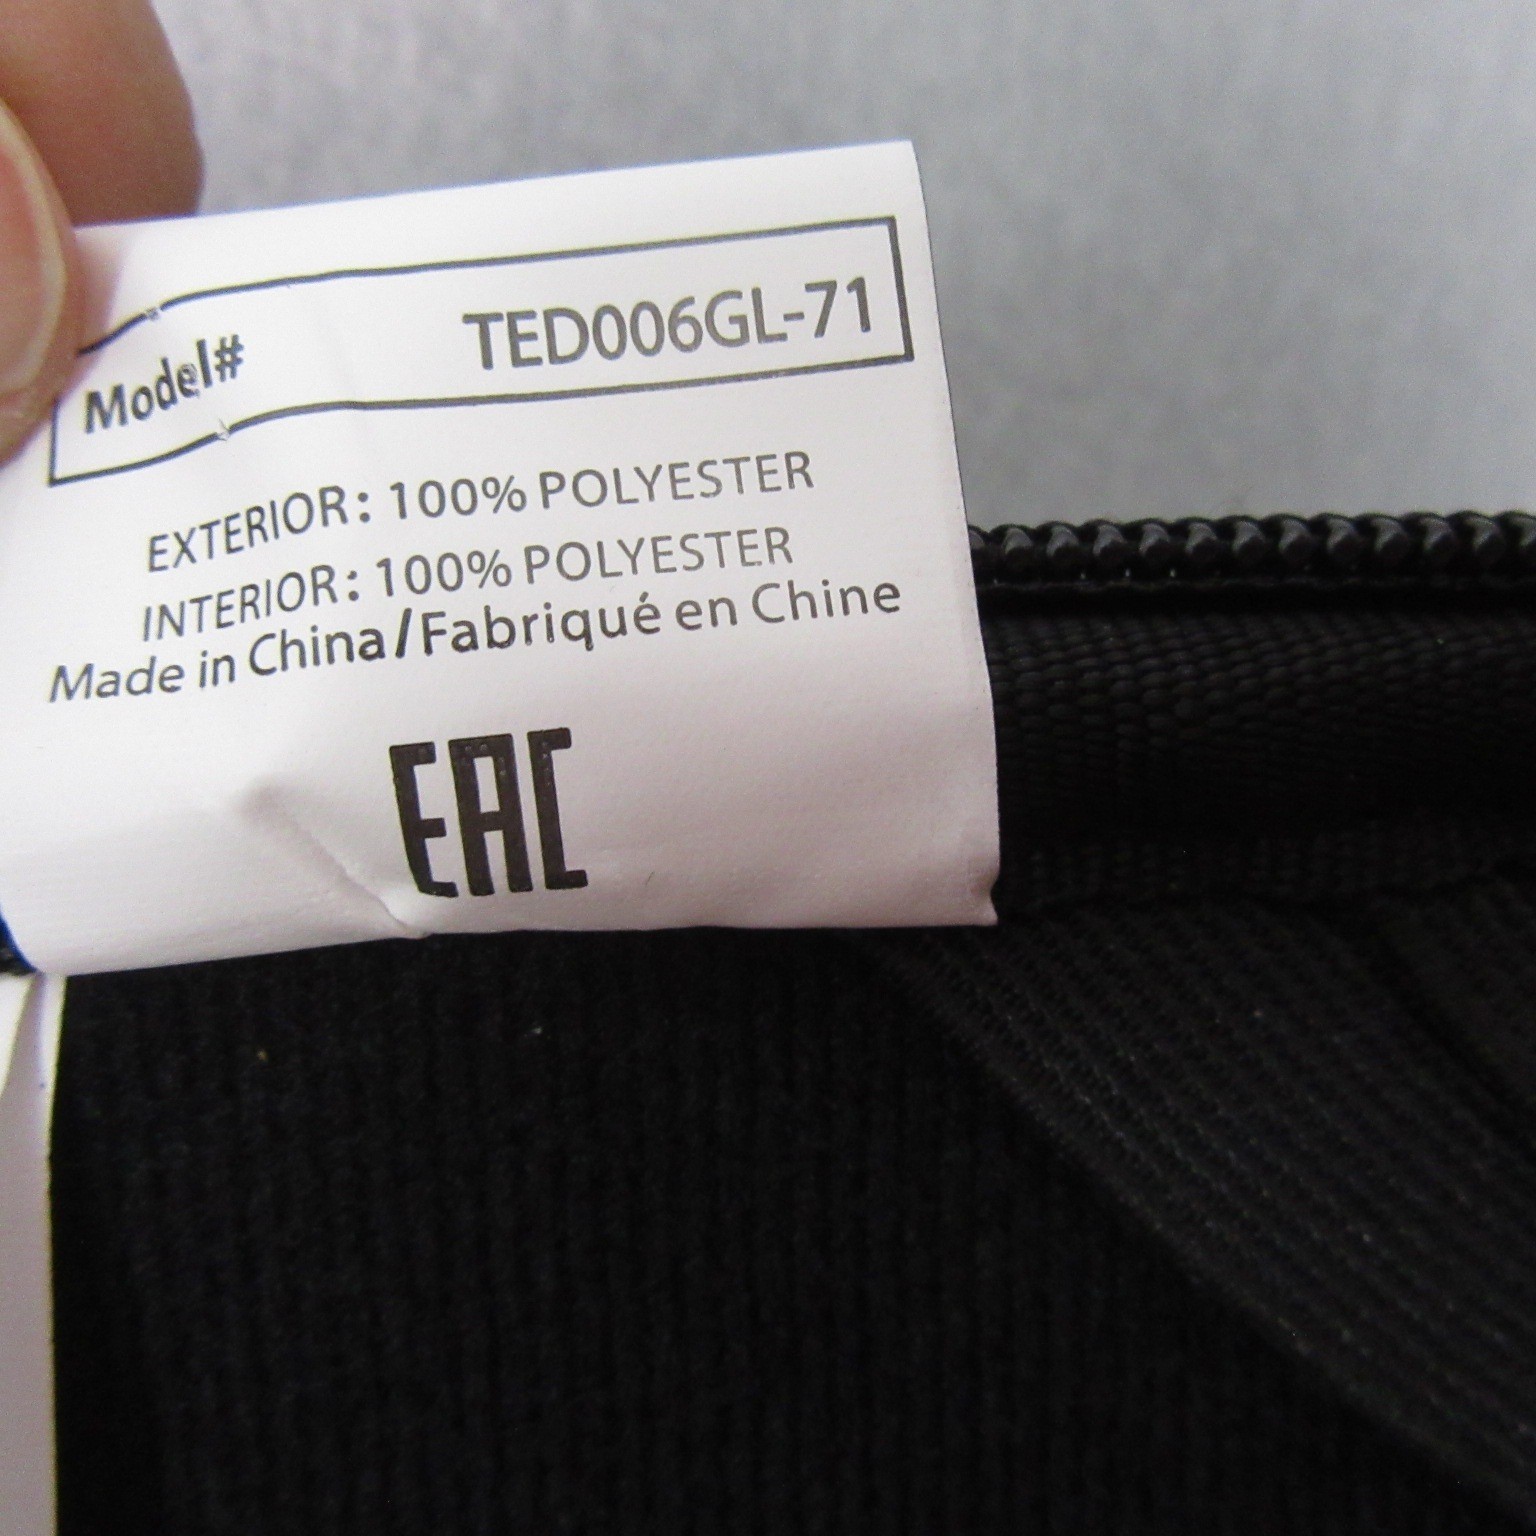 Model# TED006GL-71
EXTERIOR: 100% POLYESTER
INTERIOR: 100% POLYESTER
Made in China/Fabriqué en Chine
EAC